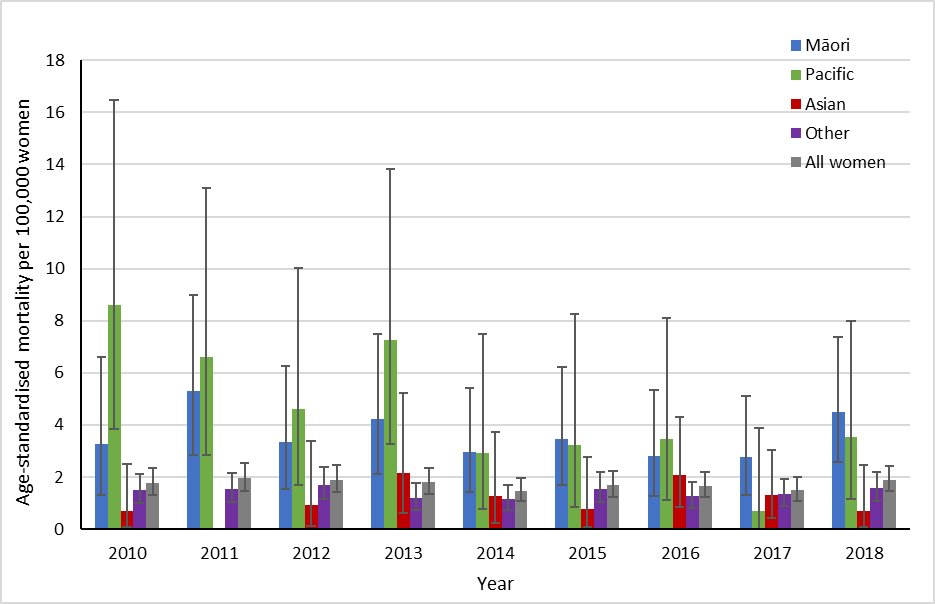 Māori
Pacific
Asian
Other
All women
Age-standardised mortality per 100,000 women
18
16
14
12
10
8
6
4
2
0
2010 2011 2012 2013 2014 2015 2016 2017 2018
Year